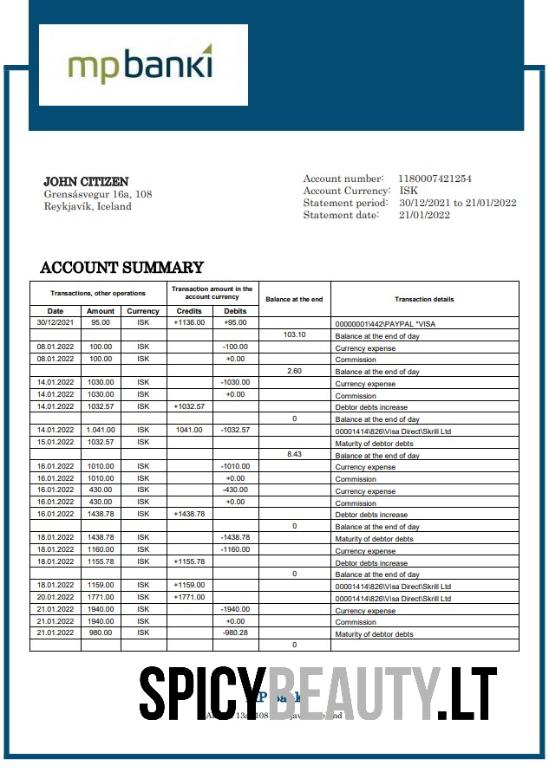 mpbanki
JOHN CITIZEN
Grensásvegur 16a, 108
Reykjavík, Iceland
Account number: 1180007421254
Account Currency: ISK
Statement period: 30/12/2021 to 21/01/2022
Statement date: 21/01/2022
ACCOUNT SUMMARY
Transactions, other operations Transaction amount in the account currency Balance at the end Transaction details
Date Amount Currency Credits Debits
30/12/2021 95.00 ISK +1136.00 +95.00 00000001\442\PAYPAL *VISA
103.10 Balance at the end of day
08.01.2022 100.00 ISK -100.00 Currency expense
08.01.2022 100.00 ISK +0.00 Commission
2.60 Balance at the end of day
14.01.2022 1030.00 ISK -1030.00 Currency expense
14.01.2022 1030.00 ISK +0.00 Commission
14.01.2022 1032.57 ISK +1032.57 Debtor debts increase
0 Balance at the end of day
14.01.2022 1.041.00 ISK 1041.00 -1032.57 00001414\826\Visa Direct\Skrill Ltd
15.01.2022 1032.57 ISK Maturity of debtor debts
8.43 Balance at the end of day
16.01.2022 1010.00 ISK -1010.00 Currency expense
16.01.2022 1010.00 ISK +0.00 Commission
16.01.2022 430.00 ISK -430.00 Currency expense
16.01.2022 430.00 ISK +0.00 Commission
16.01.2022 1438.78 ISK +1438.78 Debtor debts increase
0 Balance at the end of day
18.01.2022 1438.78 ISK -1438.78 Maturity of debtor debts
18.01.2022 1160.00 ISK -1160.00 Currency expense
18.01.2022 1155.78 ISK +1155.78 Debtor debts increase
0 Balance at the end of day
18.01.2022 1159.00 ISK +1159.00 00001414\826\Visa Direct\Skrill Ltd
20.01.2022 1771.00 ISK +1771.00 00001414\826\Visa Direct\Skrill Ltd
21.01.2022 1940.00 ISK -1940.00 Currency expense
21.01.2022 1940.00 ISK +0.00 Commission
21.01.2022 980.00 ISK -980.28 Maturity of debtor debts
0
SPICYBEAUTY.LT